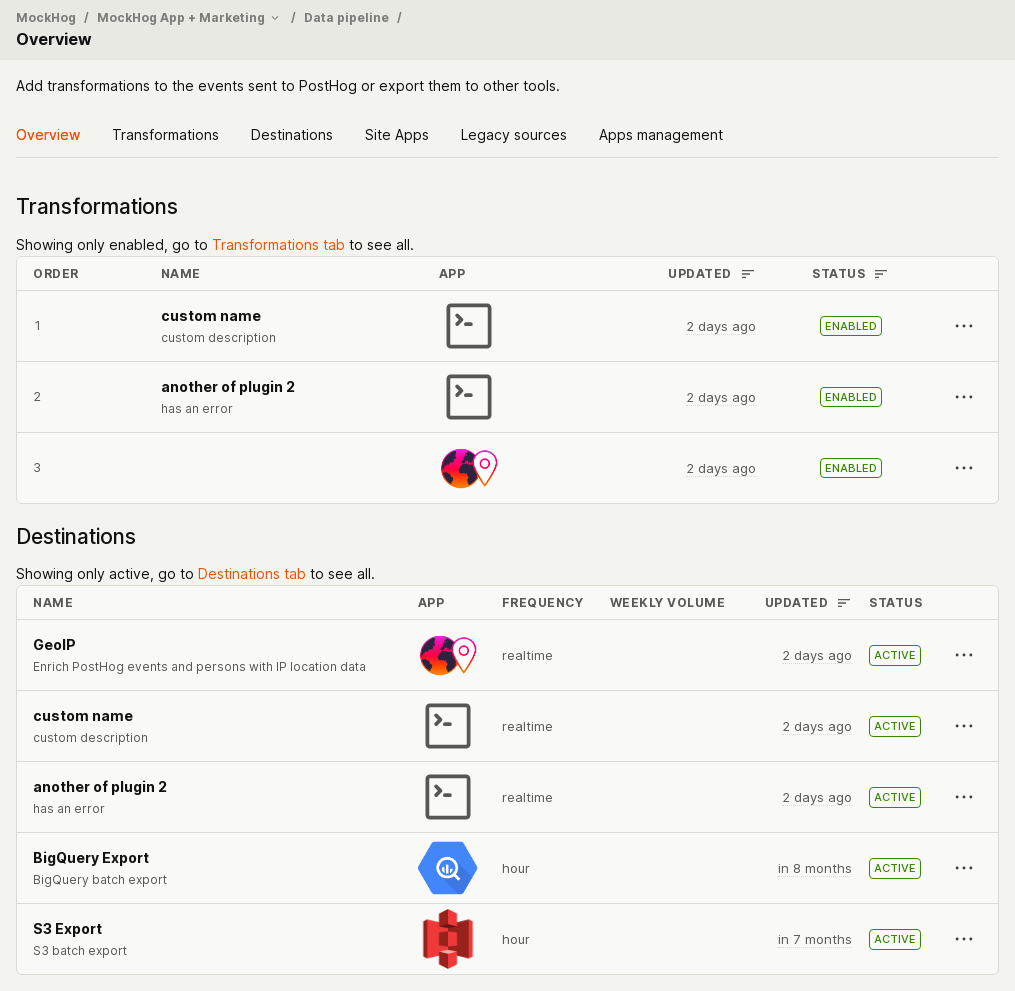 MockHog / MockHog App + Marketing / Data pipeline /
Overview
Add transformations to the events sent to PostHog or export them to other tools.
Overview Transformations Destinations Site Apps Legacy sources Apps management
Transformations
Showing only enabled, go to Transformations tab to see all.
ORDER NAME APP UPDATED STATUS
1 custom name 2 days ago ENABLED
custom description
2 another of plugin 2 2 days ago ENABLED
has an error
3 2 days ago ENABLED
Destinations
Showing only active, go to Destinations tab to see all.
NAME APP FREQUENCY WEEKLY VOLUME UPDATED STATUS
GeoIP realtime 2 days ago ACTIVE
Enrich PostHog events and persons with IP location data
custom name realtime 2 days ago ACTIVE
custom description
another of plugin 2 realtime 2 days ago ACTIVE
has an error
BigQuery Export hour in 8 months ACTIVE
BigQuery batch export
S3 Export hour in 7 months ACTIVE
S3 batch export